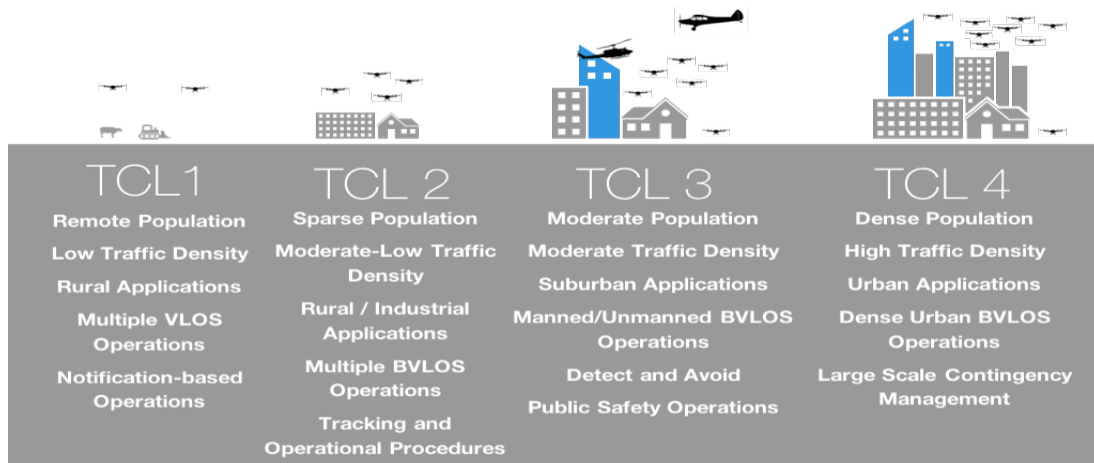 TCL1
Remote Population
Low Traffic Density
Rural Applications
Multiple VLOS
Operations
Notification-based
Operations
TCL 2
Sparse Population
Moderate-Low Traffic
Density
Rural / Industrial
Applications
Multiple BVLOS
Operations
Tracking and
Operational Procedures
TCL 3
Moderate Population
Moderate Traffic Density
Suburban Applications
Manned/Unmanned BVLOS
Operations
Detect and Avoid
Public Safety Operations
TCL 4
Dense Population
High Traffic Density
Urban Applications
Dense Urban BVLOS
Operations
Large Scale Contingency
Management